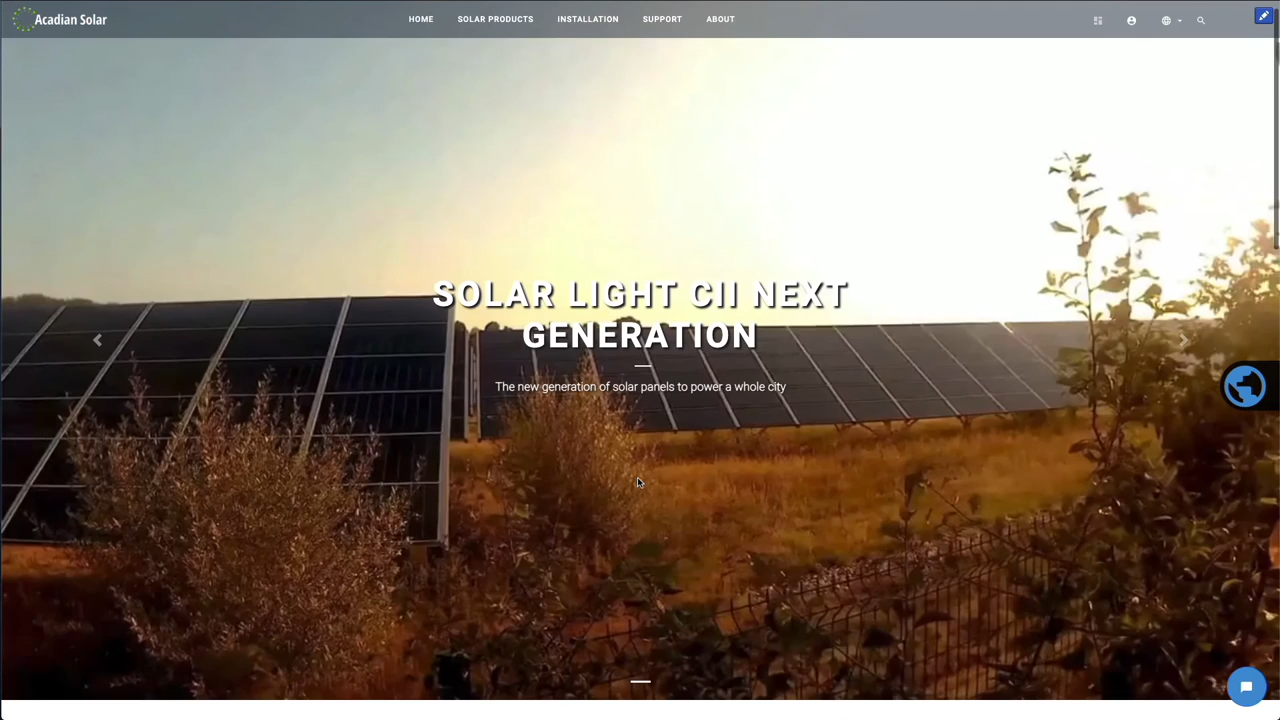 Acadian Solar
HOME SOLAR PRODUCTS INSTALLATION SUPPORT ABOUT
SOLAR LIGHT CII NEXT
GENERATION
The new generation of solar panels to power a whole city